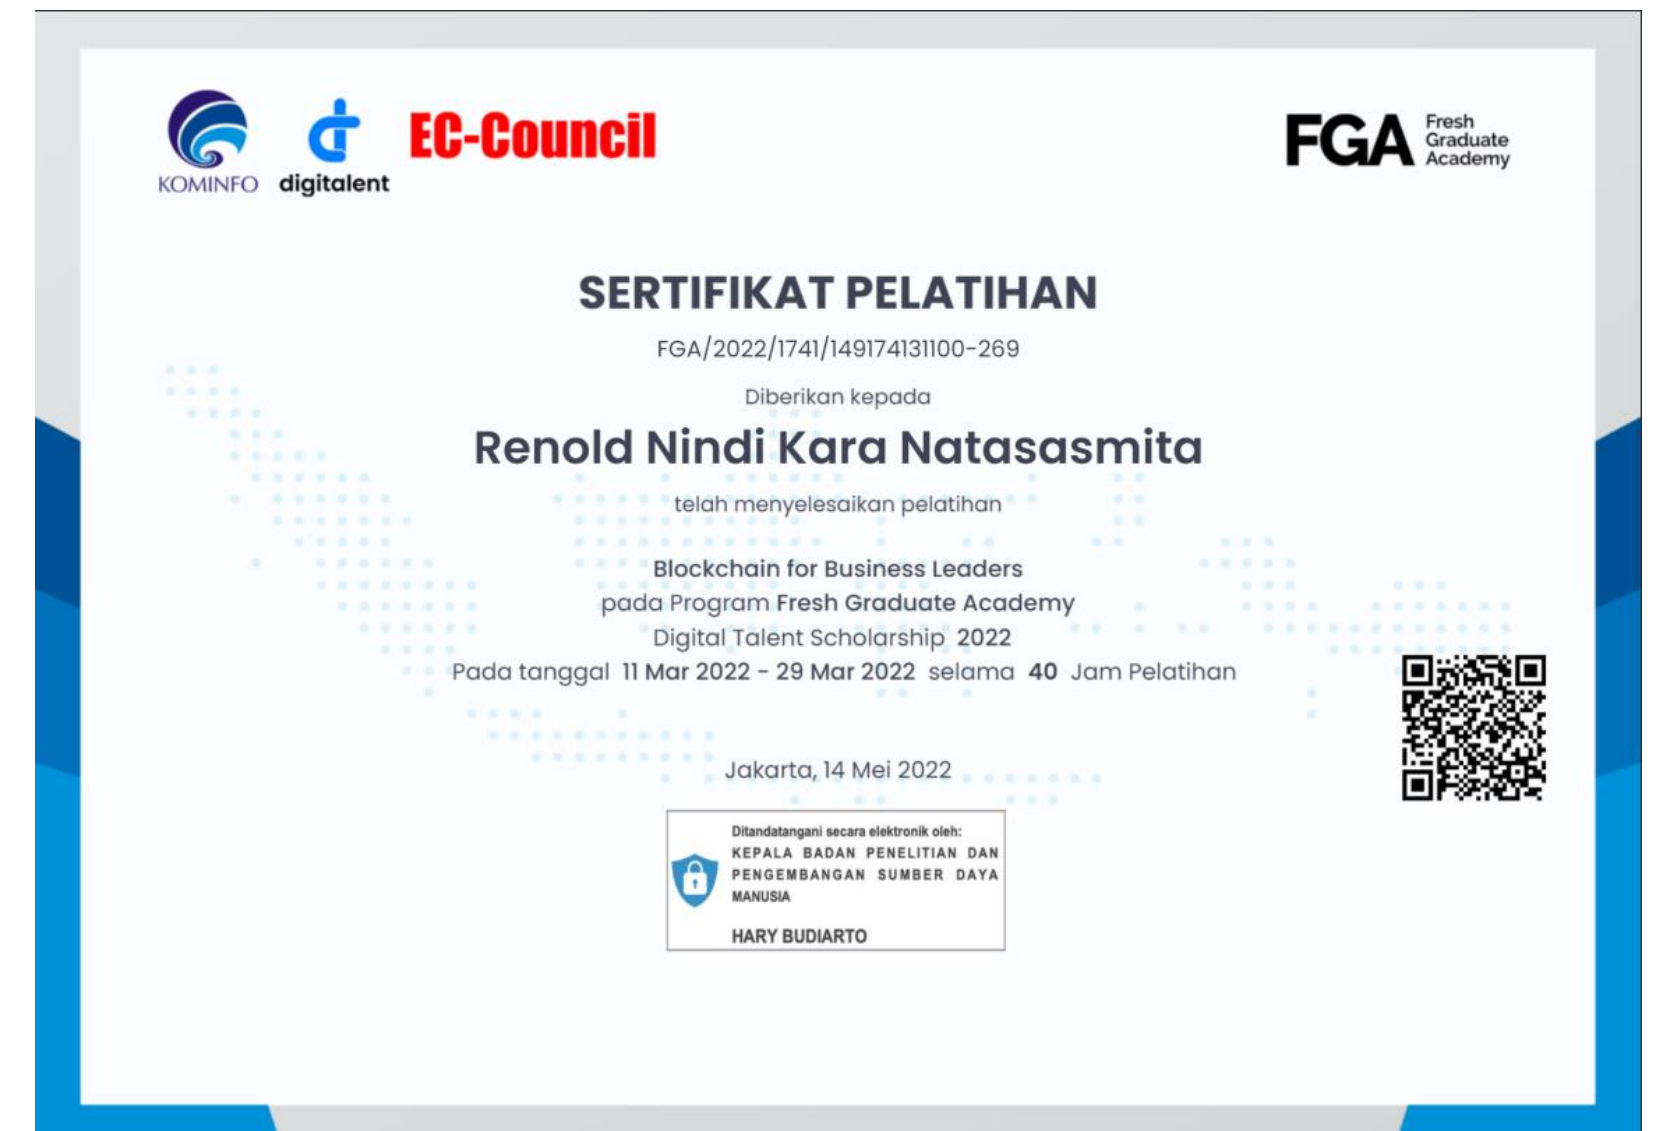 KOMINFO
digitalent
EC-Council
FGA Fresh Graduate Academy
SERTIFIKAT PELATIHAN
FGA/2022/1741/149174131100-269
Diberikan kepada
Renold Nindi Kara Natasasmita
telah menyelesaikan pelatihan
Blockchain for Business Leaders
pada Program Fresh Graduate Academy
Digital Talent Scholarship 2022
Pada tanggal 11 Mar 2022 - 29 Mar 2022 selama 40 Jam Pelatihan
Jakarta, 14 Mei 2022
Ditandatangani secara elektronik oleh:
KEPALA BADAN PENELITIAN DAN
PENGEMBANGAN SUMBER DAYA
MANUSIA
HARY BUDIARTO